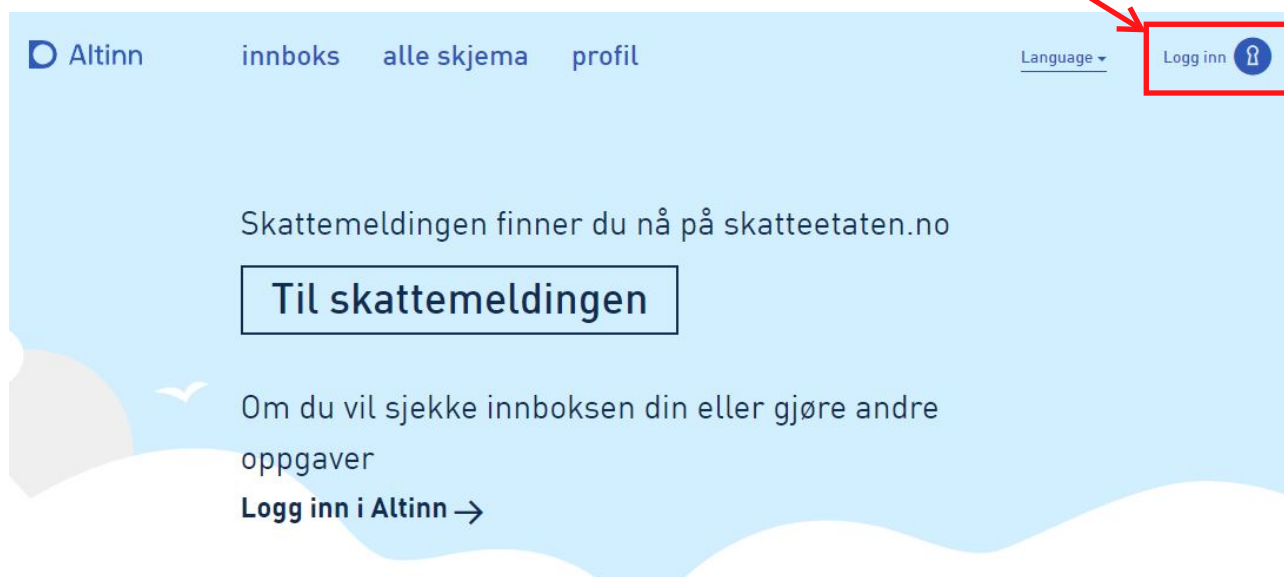 Altinn innboks alle skjema profil Language Logg inn
Skattemeldingen finner du nå på skatteetaten.no
Til skattemeldingen
Om du vil sjekke innboksen din eller gjøre andre
oppgaver
Logg inn i Altinn →